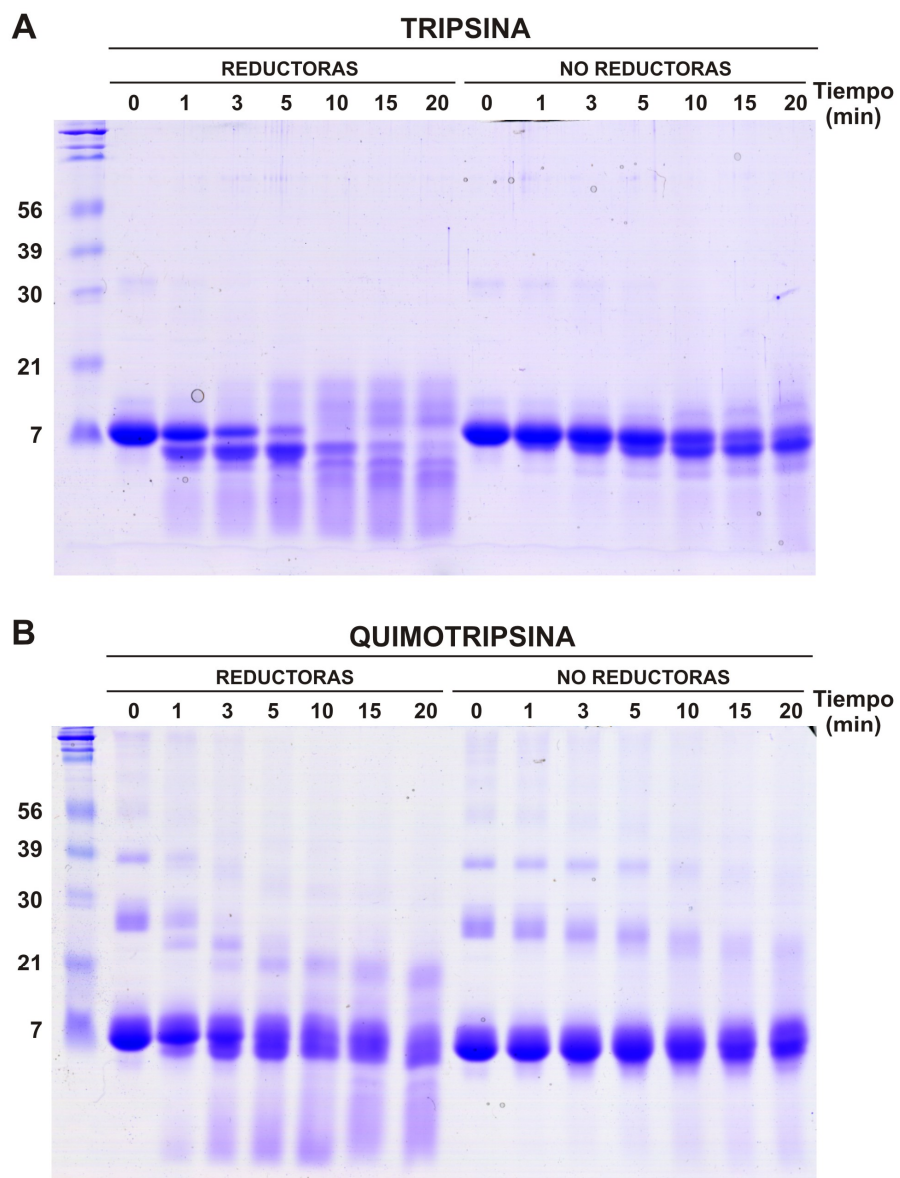 A
TRIPSINA
REDUCTORAS NO REDUCTORAS
0 1 3 5 10 15 20 0 1 3 5 10 15 20 Tiempo
(min)
56
39
30
21
7
B
QUIMOTRIPSINA
REDUCTORAS NO REDUCTORAS
0 1 3 5 10 15 20 0 1 3 5 10 15 20 Tiempo
(min)
56
39
30
21
7